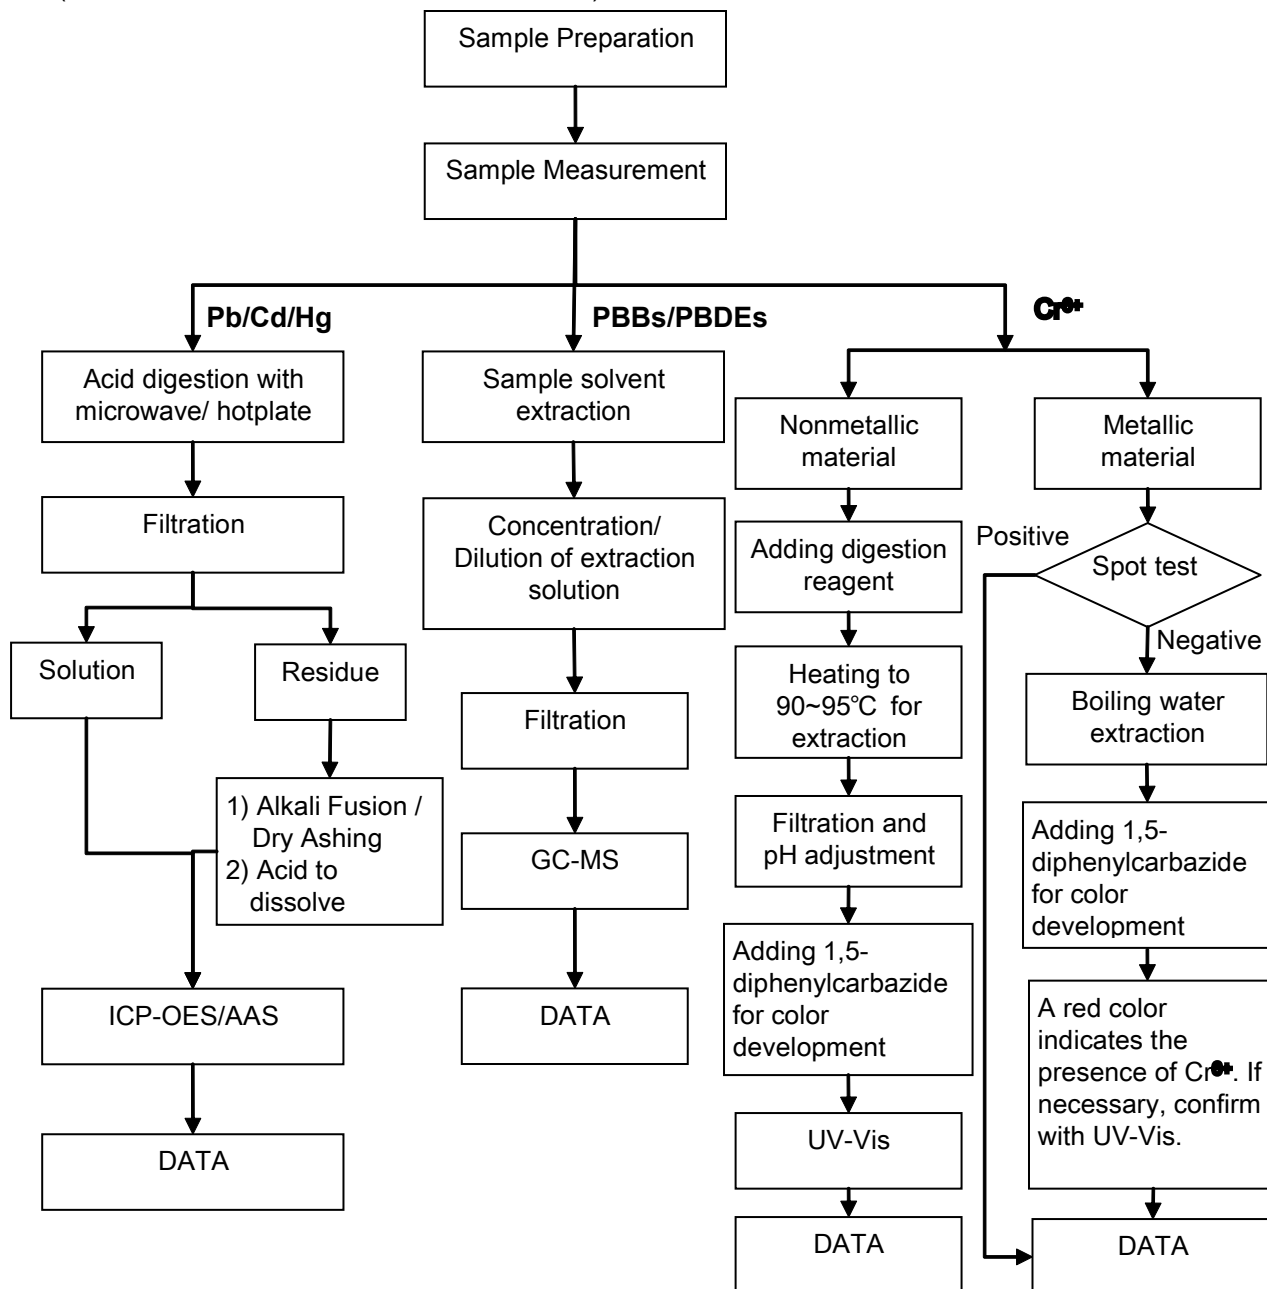 Sample Preparation
Sample Measurement
Pb/Cd/Hg
PBBs/PBDEs
Cr⁶⁺
Acid digestion with
microwave/ hotplate
Filtration
Solution
Residue
1) Alkali Fusion /
Dry Ashing
2) Acid to
dissolve
ICP-OES/AAS
DATA
Sample solvent
extraction
Concentration/
Dilution of extraction
solution
Filtration
GC-MS
DATA
Nonmetallic
material
Adding digestion
reagent
Heating to
90~95℃ for
extraction
Filtration and
pH adjustment
Adding 1,5-
diphenylcarbazide
for color
development
UV-Vis
DATA
Metallic
material
Positive
Spot test
Negative
Boiling water
extraction
Adding 1,5-
diphenylcarbazide
for color
development
A red color
indicates the
presence of Cr⁶⁺. If
necessary, confirm
with UV-Vis.
DATA